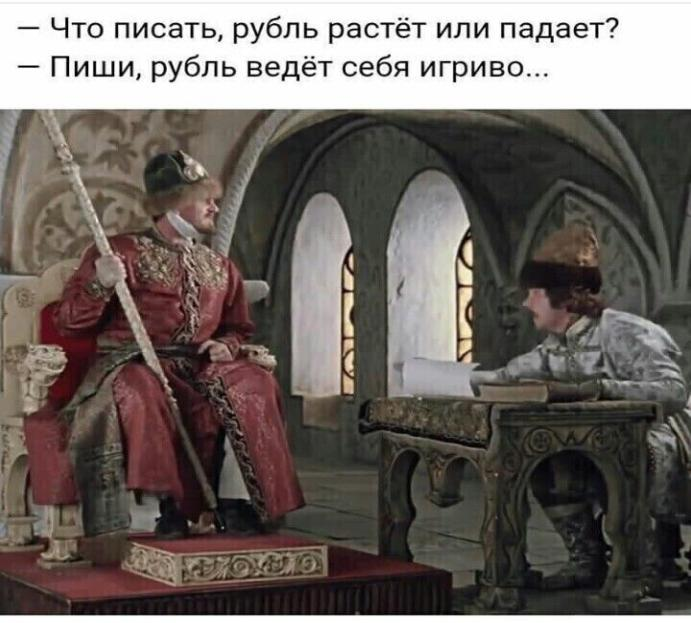 — Что писать, рубль растёт или падает?
— Пиши, рубль ведёт себя игриво...